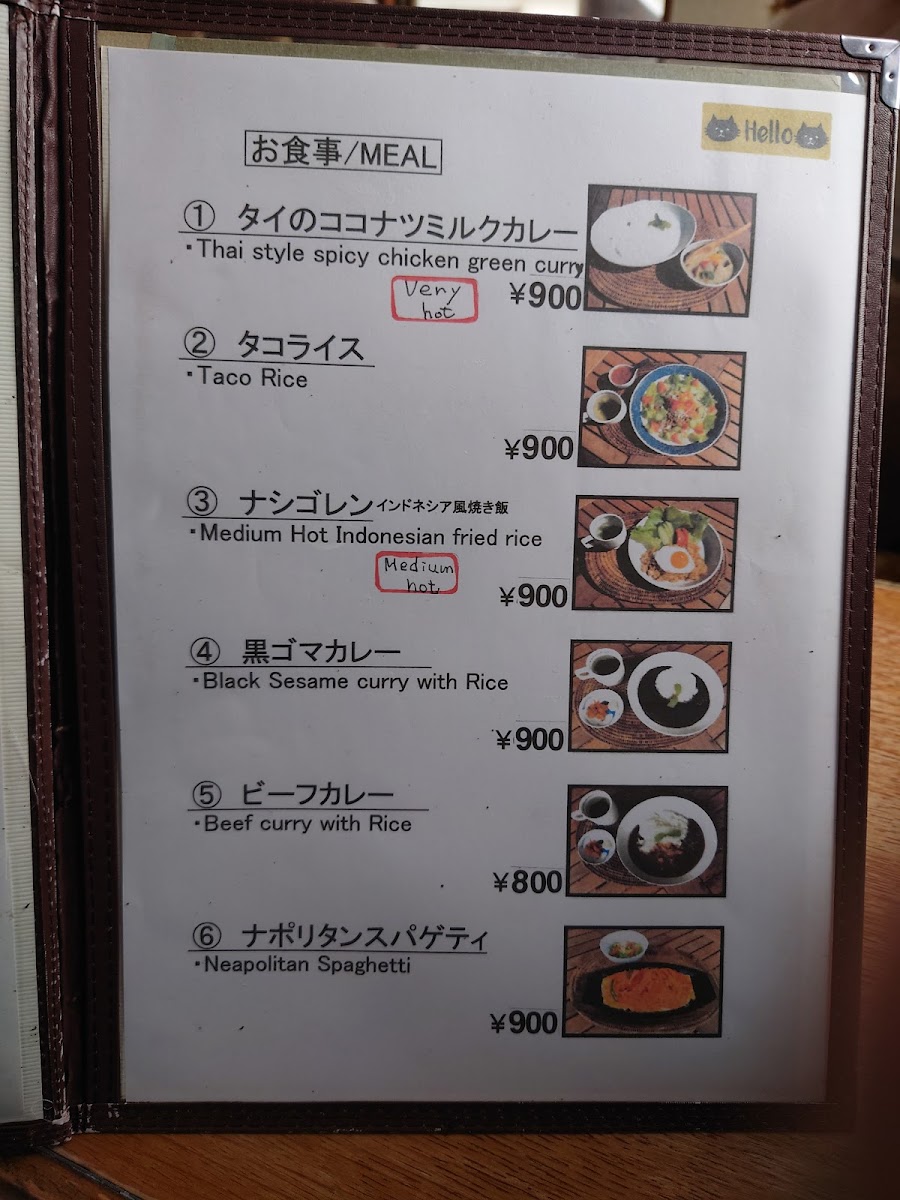 Hello
お食事/MEAL
① タイのココナツミルクカレー
・Thai style spicy chicken green curry
Very
hot
¥900
② タコライス
・Taco Rice
¥900
③ ナシゴレン インドネシア風焼き飯
・Medium Hot Indonesian fried rice
Medium
hot
¥900
④ 黒ゴマカレー
・Black Sesame curry with Rice
¥900
⑤ ビーフカレー
・Beef curry with Rice
¥800
⑥ ナポリタンスパゲティ
・Neapolitan Spaghetti
¥900